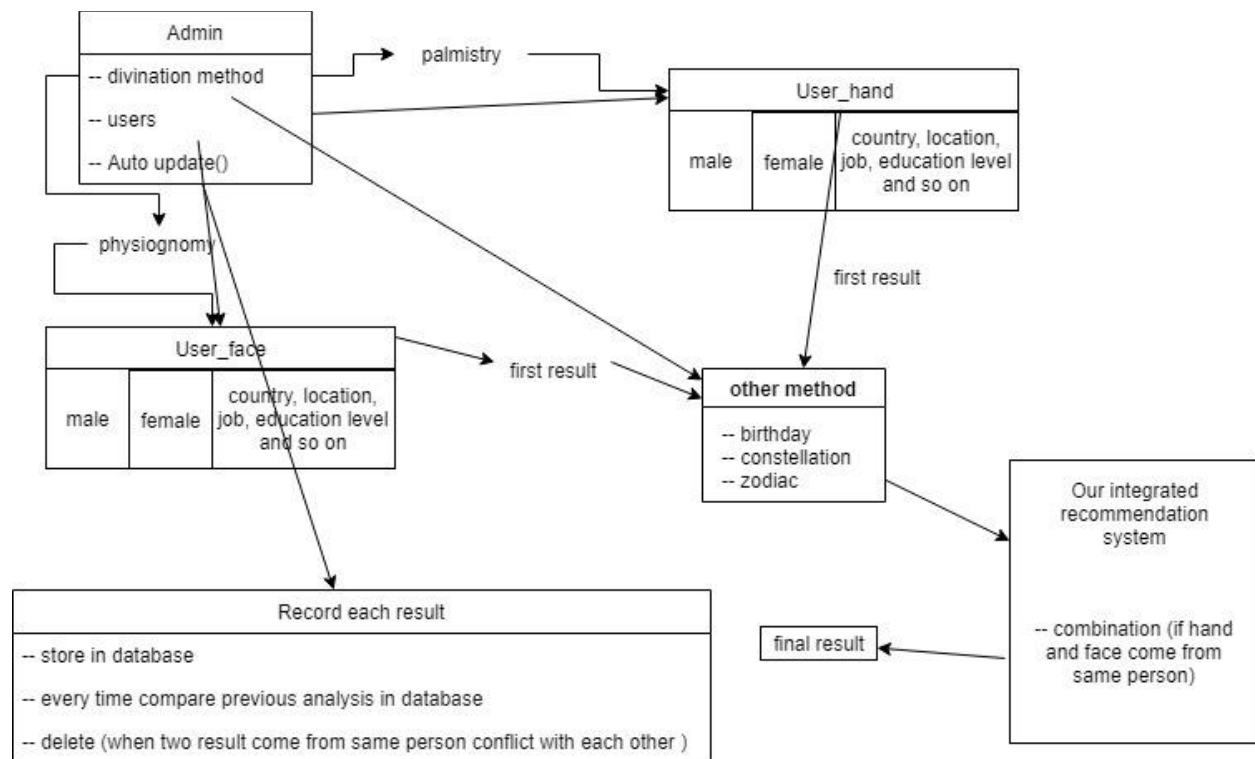 Admin
-- divination method
-- users
-- Auto update()
palmistry
User_hand
male
female
country, location,
job, education level
and so on
physiognomy
first result
User_face
male
female
country, location,
job, education level
and so on
first result
other method
-- birthday
-- constellation
-- zodiac
Our integrated
recommendation
system
-- combination (if hand
and face come from
same person)
final result
Record each result
-- store in database
-- every time compare previous analysis in database
-- delete (when two result come from same person conflict with each other )